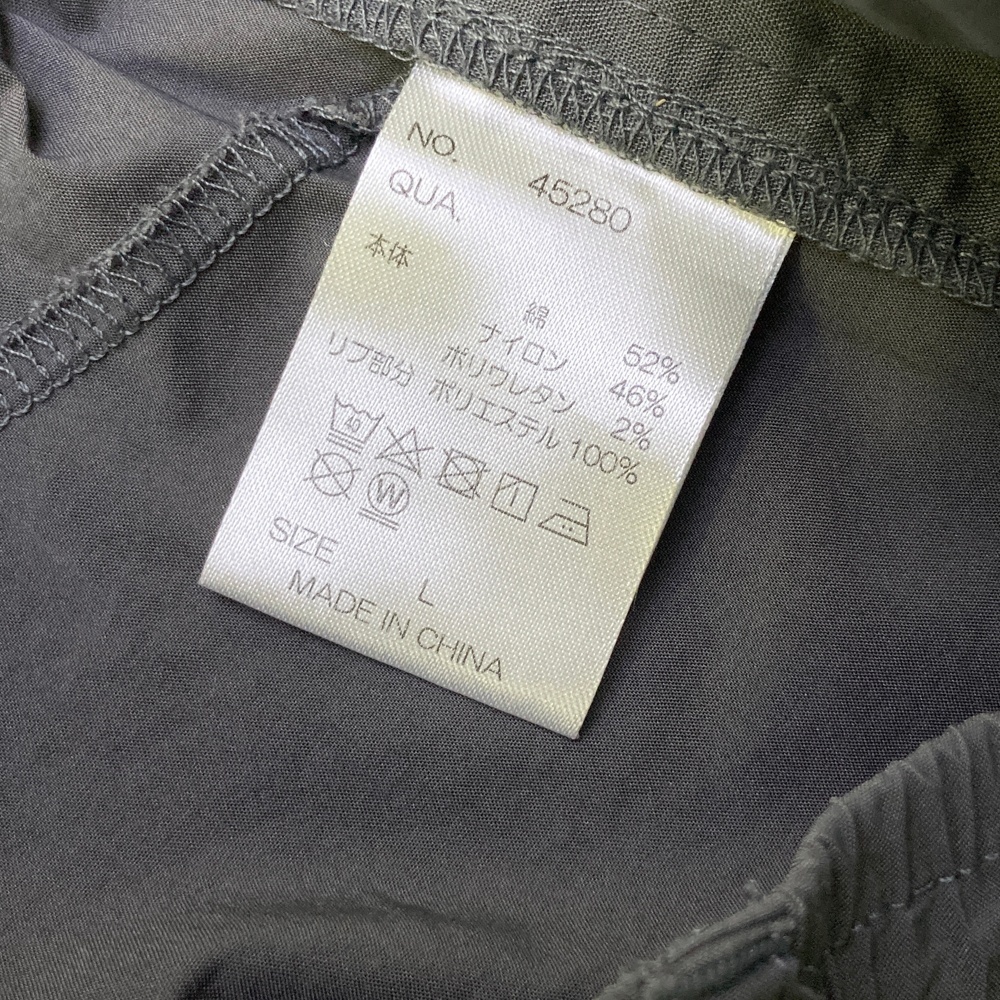 NO. 45280
QUA.
本体
綿 52%
ナイロン 46%
ポリウレタン 2%
リブ部分 ポリエステル 100%
40
W
SIZE L
MADE IN CHINA